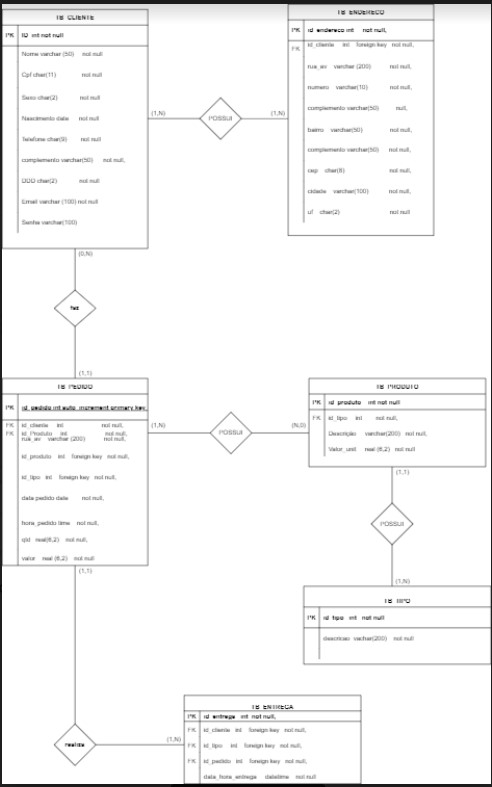 TB CLIENTE
PK ID int not null
Nome varchar (50) not null
Cpf char(11) not null
Sexo char(2) not null
Nascimento date not null
Telefone char(9) not null
complemento varchar(50) not null,
DDD char(2) not null
Email varchar (100) not null
Senha varchar(100)
TB ENDERECO
PK id endereco int not null,
FK id_cliente int foreign key not null,
rua_av varchar (200) not null,
numero varchar(10) not null,
complemento varchar(50) null,
bairro varchar(50) not null,
complemento varchar(50) not null,
cep char(8) not null,
cidade varchar(100) not null,
uf char(2) not null
(1,N)
POSSUI
(1,N)
(0,N)
faz
(1,1)
TB PEDIDO
PK id_pedido int auto_increment primary key,
FK id_cliente int not null,
FK id_Produto int not null,
rua_av varchar (200) not null,
id_produto int foreign key not null,
id_tipo int foreign key not null,
data pedido date not null,
hora_pedido time not null,
qtd real(6,2) not null,
valor real (6,2) not null
(1,N)
POSSUI
(N,0)
TB PRODUTO
PK id produto int not null
FK id_tipo int not null,
Descrição varchar(200) not null,
Valor_unit real (6,2) not null
(1,1)
POSSUI
(1,N)
TB TIPO
PK id tipo int not null
descricao varchar(200) not null
(1,1)
realiza
(1,N)
TB ENTREGA
PK id entrega int not null,
FK id_cliente int foreign key not null,
FK id_tipo int foreign key not null,
FK id_pedido int foreign key not null,
data_hora_entrega datetime not null